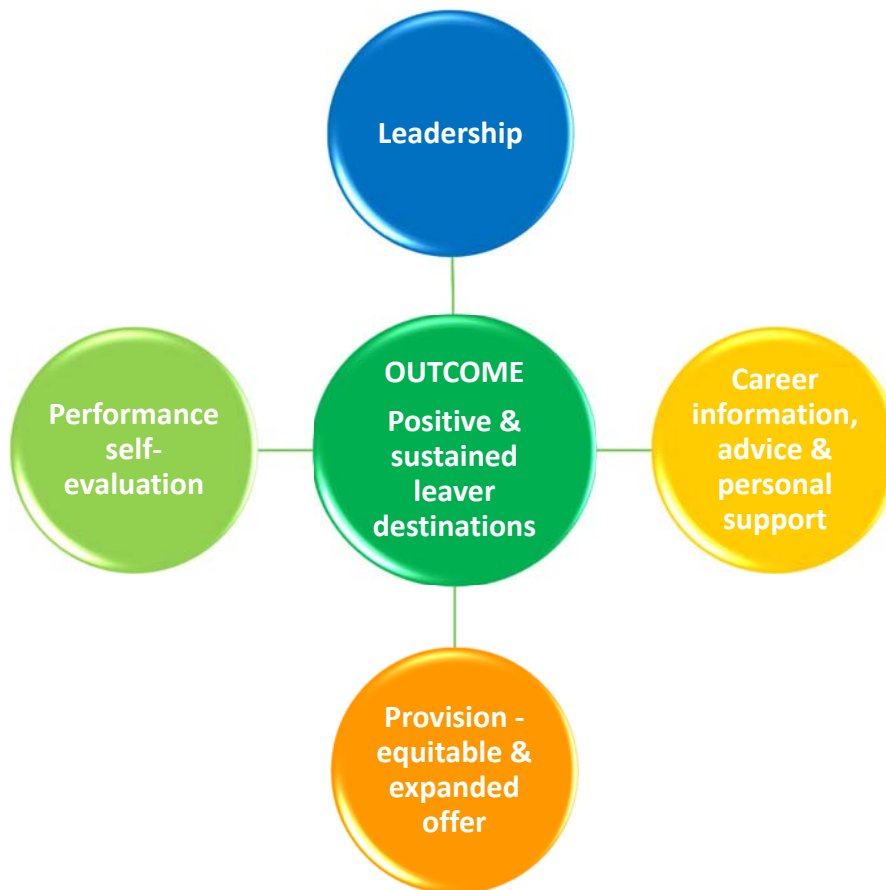 Leadership
Performance
self-
evaluation
OUTCOME
Positive &
sustained
leaver
destinations
Career
information,
advice &
personal
support
Provision -
equitable &
expanded
offer